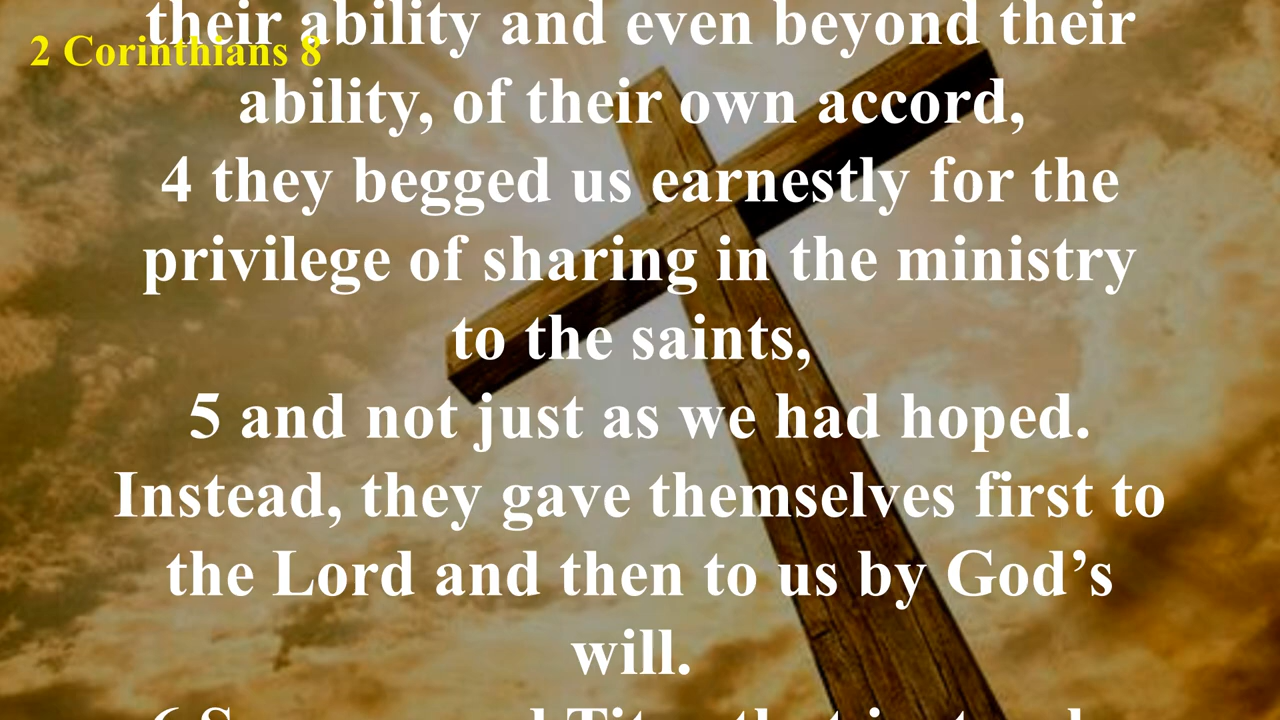 their ability and even beyond their
2 Corinthians 8
ability, of their own accord,
4 they begged us earnestly for the
privilege of sharing in the ministry
to the saints,
5 and not just as we had hoped.
Instead, they gave themselves first to
the Lord and then to us by God’s
will.